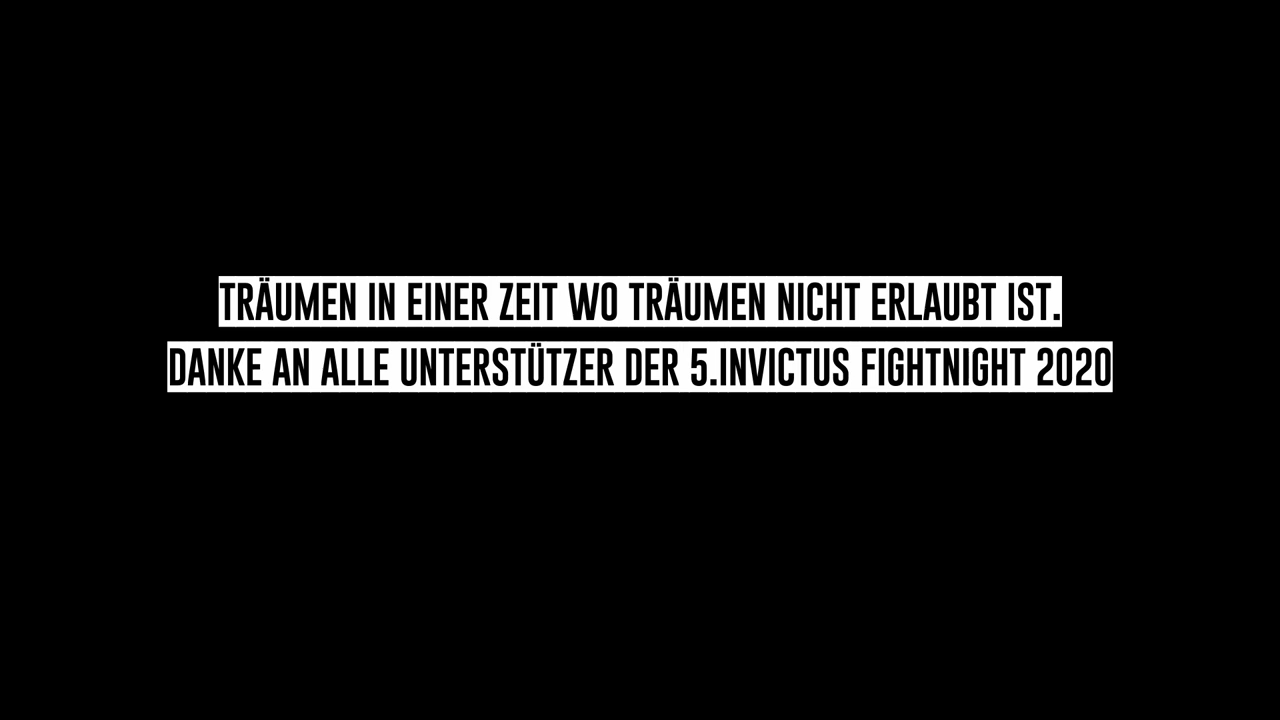 TRÄUMEN IN EINER ZEIT WO TRÄUMEN NICHT ERLAUBT IST.
DANKE AN ALLE UNTERSTÜTZER DER 5.INVICTUS FIGHTNIGHT 2020